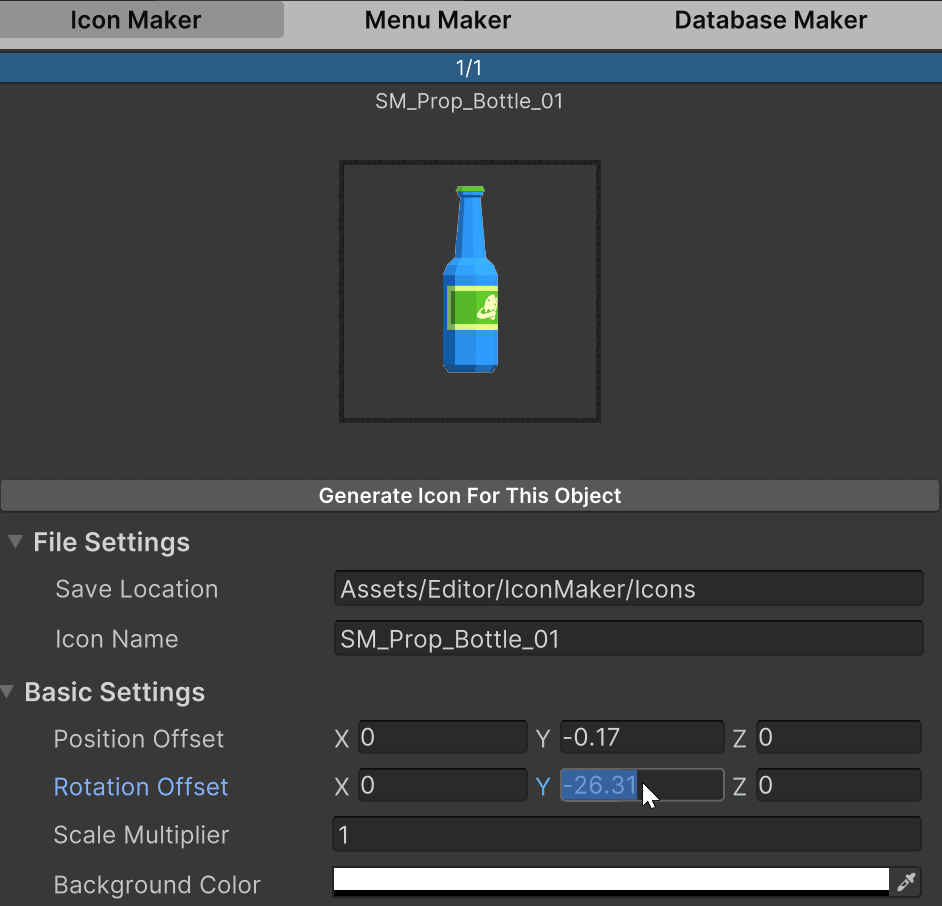 Icon Maker Menu Maker Database Maker
1/1
SM_Prop_Bottle_01
Generate Icon For This Object
File Settings
Save Location Assets/Editor/IconMaker/Icons
Icon Name SM_Prop_Bottle_01
Basic Settings
Position Offset X 0 Y -0.17 Z 0
Rotation Offset X 0 Y -26.31 Z 0
Scale Multiplier 1
Background Color